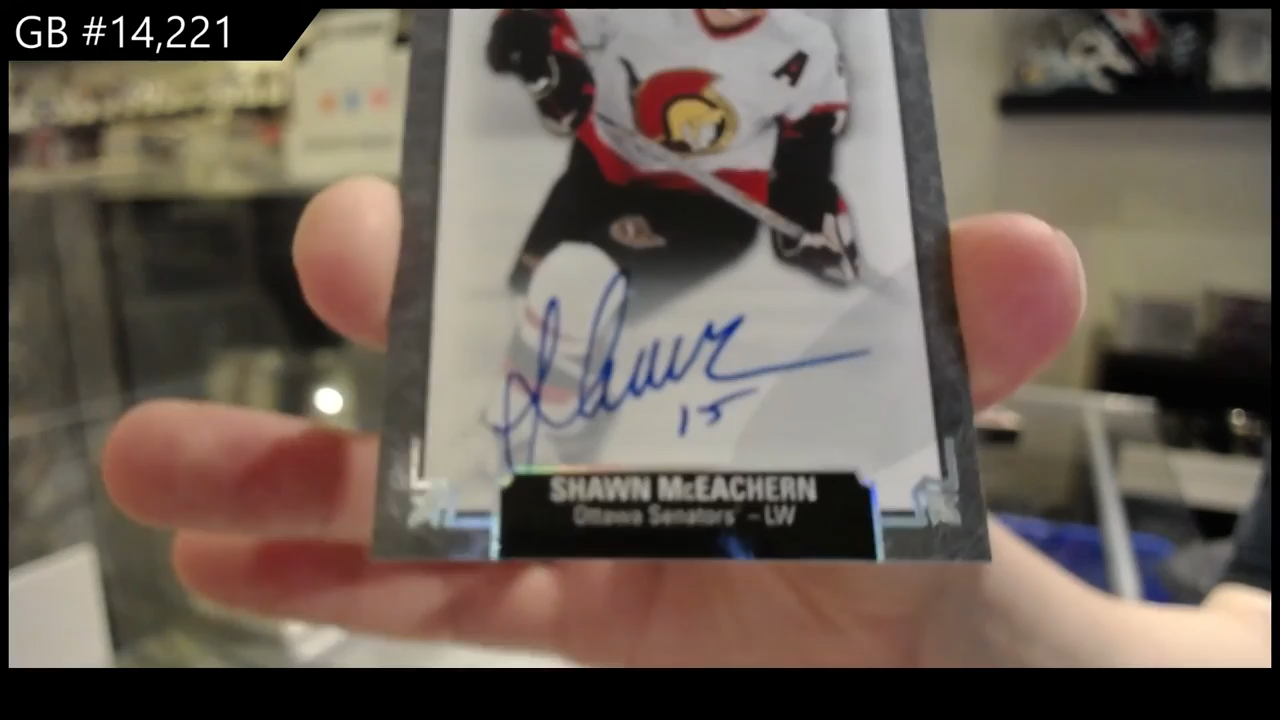 GB #14,221
A
15
SHAWN McEACHERN
Ottawa Senators - LW